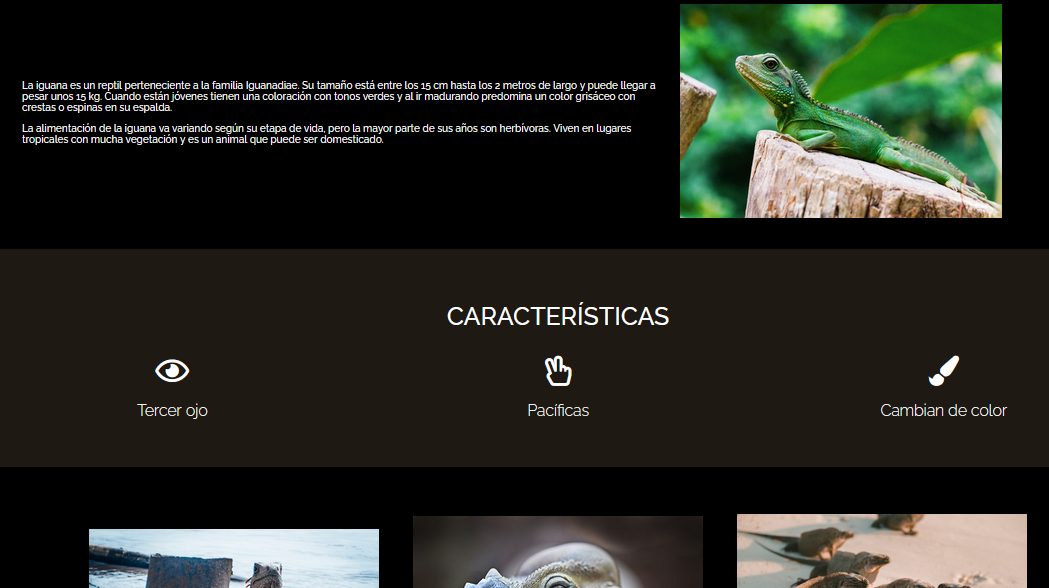 La iguana es un reptil perteneciente a la familia Iguanadiae. Su tamaño está entre los 15 cm hasta los 2 metros de largo y puede llegar a
pesar unos 15 kg. Cuando están jóvenes tienen una coloración con tonos verdes y al ir madurando predomina un color grisáceo con
crestas o espinas en su espalda.
La alimentación de la iguana va variando según su etapa de vida, pero la mayor parte de sus años son herbívoras. Viven en lugares
tropicales con mucha vegetación y es un animal que puede ser domesticado.
CARACTERÍSTICAS
Tercer ojo
Pacíficas
Cambian de color